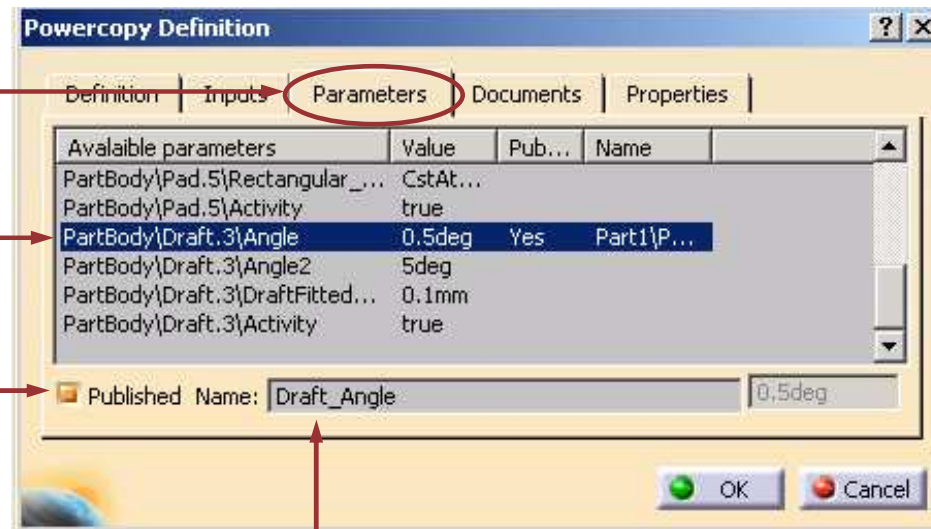 Powercopy Definition
Definition Inputs Parameters Documents Properties
Avalaible parameters Value Pub... Name
PartBody\Pad.5\Rectangular_... CstAt...
PartBody\Pad.5\Activity true
PartBody\Draft.3\Angle 0.5deg Yes Part1\P...
PartBody\Draft.3\Angle2 5deg
PartBody\Draft.3\DraftFitted... 0.1mm
PartBody\Draft.3\Activity true
Published Name: Draft_Angle 0.5deg
OK Cancel